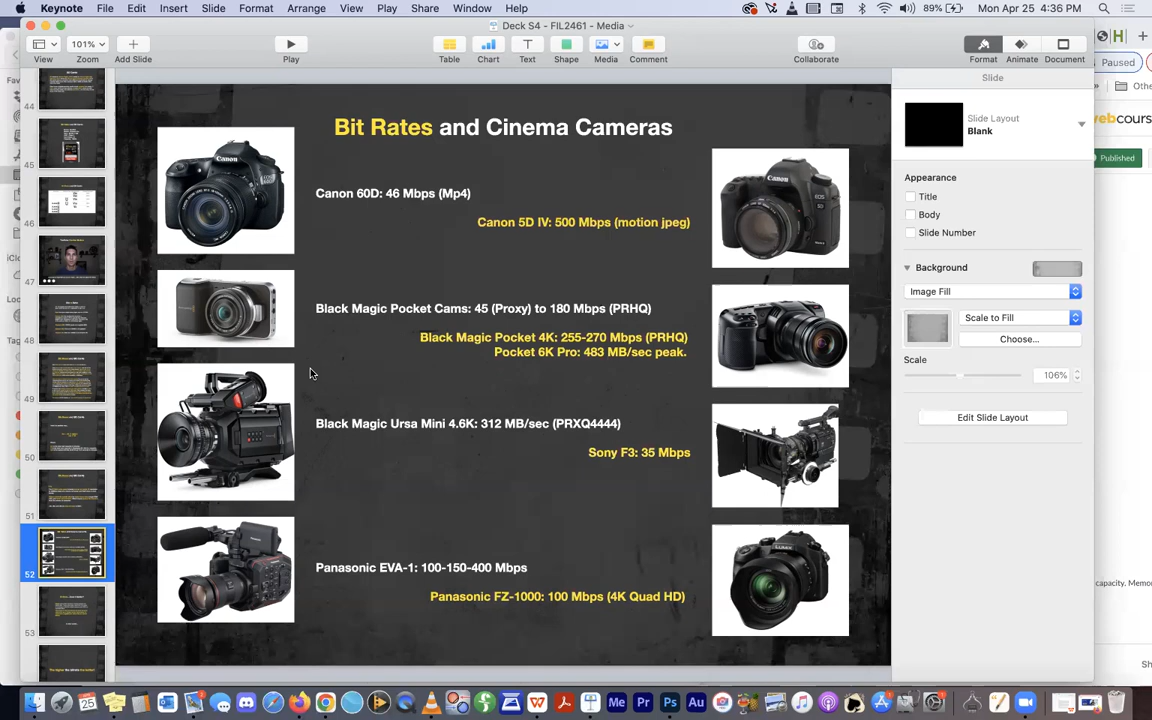 Keynote File Edit Insert Slide Format Arrange View Play Share Window Help 89% Mon Apr 25 4:36 PM
Deck S4 - FIL2461 - Media
101%
View Zoom Add Slide Play Table Chart Text Shape Media Comment Collaborate Format Animate Document
Paused
Slide
Slide Layout
Blank
Appearance
Title
Body
Slide Number
Background
Image Fill
Scale to Fill
Choose...
Scale
106%
Edit Slide Layout
Published
44
45
46
47
48
49
50
51
52
53
Bit Rates and Cinema Cameras
Canon 60D: 46 Mbps (Mp4)
Canon 5D IV: 500 Mbps (motion jpeg)
Black Magic Pocket Cams: 45 (Proxy) to 180 Mbps (PRHQ)
Black Magic Pocket 4K: 255-270 Mbps (PRHQ)
Pocket 6K Pro: 483 MB/sec peak.
Black Magic Ursa Mini 4.6K: 312 MB/sec (PRXQ4444)
Sony F3: 35 Mbps
Panasonic EVA-1: 100-150-400 Mbps
Panasonic FZ-1000: 100 Mbps (4K Quad HD)
Canon
Canon
LUMIX